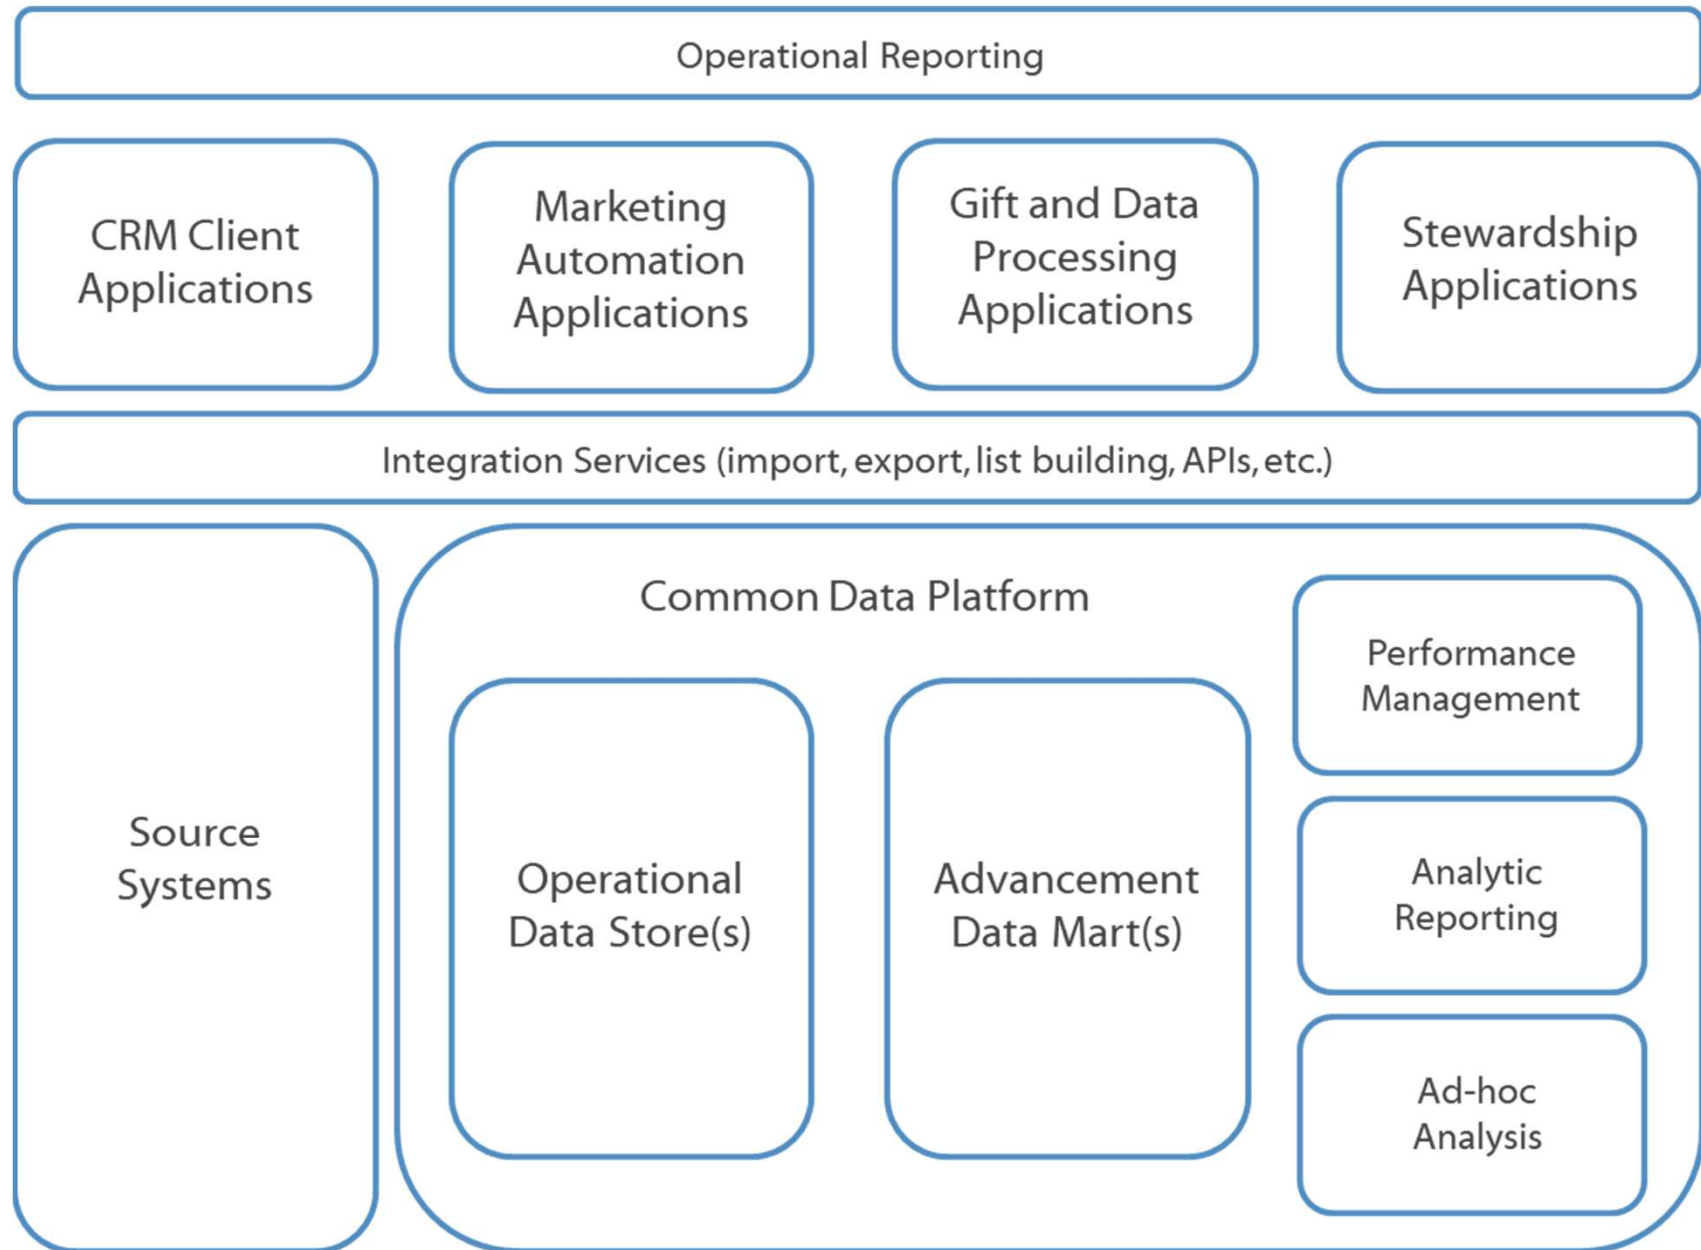 Operational Reporting
CRM Client
Applications
Marketing
Automation
Applications
Gift and Data
Processing
Applications
Stewardship
Applications
Integration Services (import, export, list building, APIs, etc.)
Source
Systems
Common Data Platform
Operational
Data Store(s)
Advancement
Data Mart(s)
Performance
Management
Analytic
Reporting
Ad-hoc
Analysis